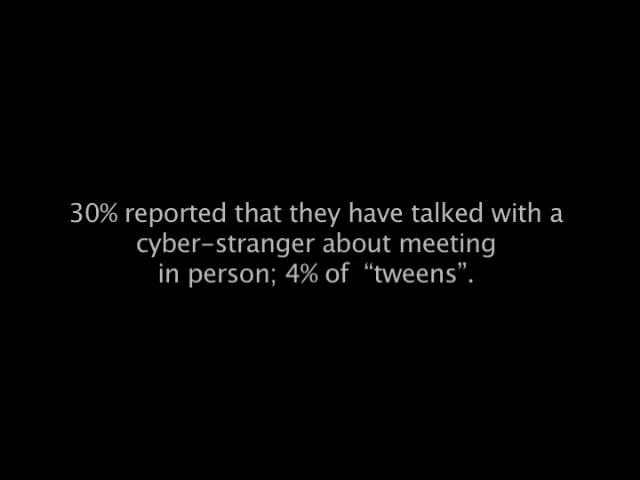 30% reported that they have talked with a
cyber-stranger about meeting
in person; 4% of “tweens”.